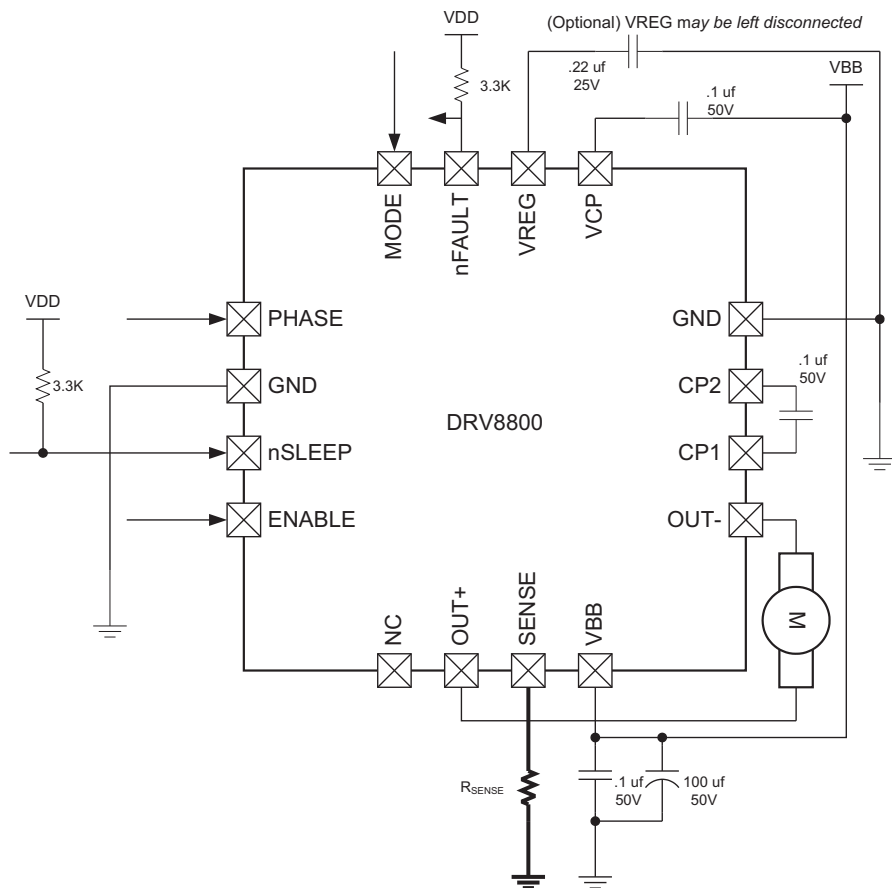 VDD
(Optional) VREG may be left disconnected
.22 uf
25V
VBB
3.3K
.1 uf
50V
MODE
nFAULT
VREG
VCP
VDD
PHASE
GND
3.3K
GND
CP2
.1 uf
50V
DRV8800
nSLEEP
CP1
ENABLE
OUT-
NC
OUT+
SENSE
VBB
M
RSENSE
.1 uf
50V
100 uf
50V